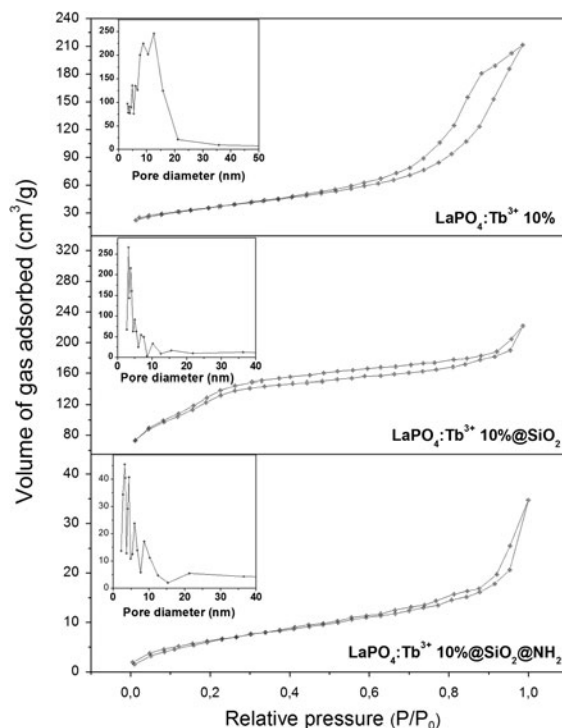 Volume of gas adsorbed (cm³/g)
240
210
180
150
120
90
60
30
250
200
150
100
50
0
0 10 20 30 40 50
Pore diameter (nm)
LaPO₄:Tb³⁺ 10%
320
240
160
80
250
200
150
100
50
0
0 10 20 30 40
Pore diameter (nm)
LaPO₄:Tb³⁺ 10%@SiO₂
40
30
20
10
0
40
30
20
10
0
0 10 20 30 40
Pore diameter (nm)
LaPO₄:Tb³⁺ 10%@SiO₂@NH₂
0,0 0,2 0,4 0,6 0,8 1,0
Relative pressure (P/P₀)